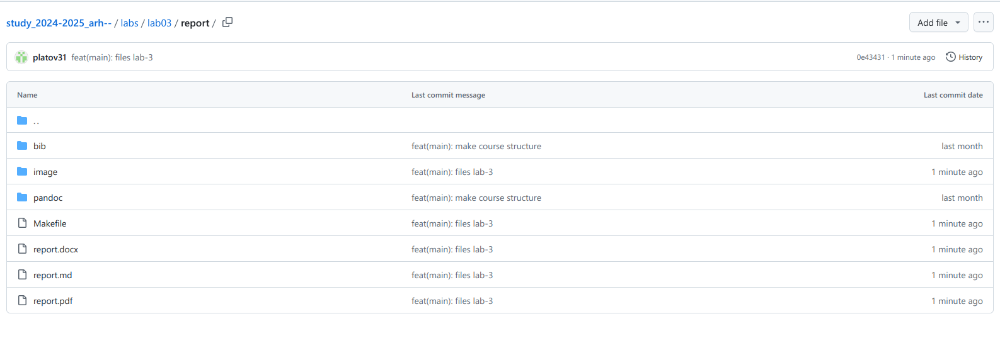 study_2024-2025_arh-- / labs / lab03 / report /
Add file
platov31 feat(main): files lab-3
0e43431 · 1 minute ago
History
Name Last commit message Last commit date
..
bib feat(main): make course structure last month
image feat(main): files lab-3 1 minute ago
pandoc feat(main): make course structure last month
Makefile feat(main): files lab-3 1 minute ago
report.docx feat(main): files lab-3 1 minute ago
report.md feat(main): files lab-3 1 minute ago
report.pdf feat(main): files lab-3 1 minute ago